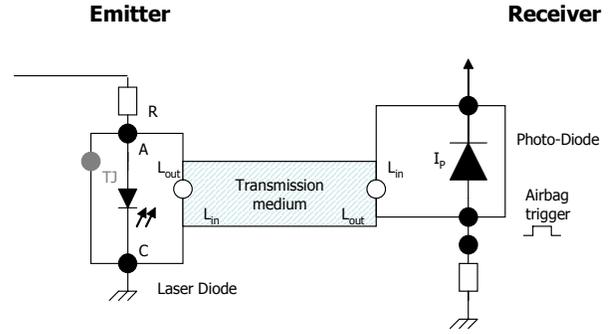 Emitter
Receiver
R
A
TJ
C
Laser Diode
L_out
L_in
Transmission
medium
L_in
L_out
I_P
Photo-Diode
Airbag
trigger